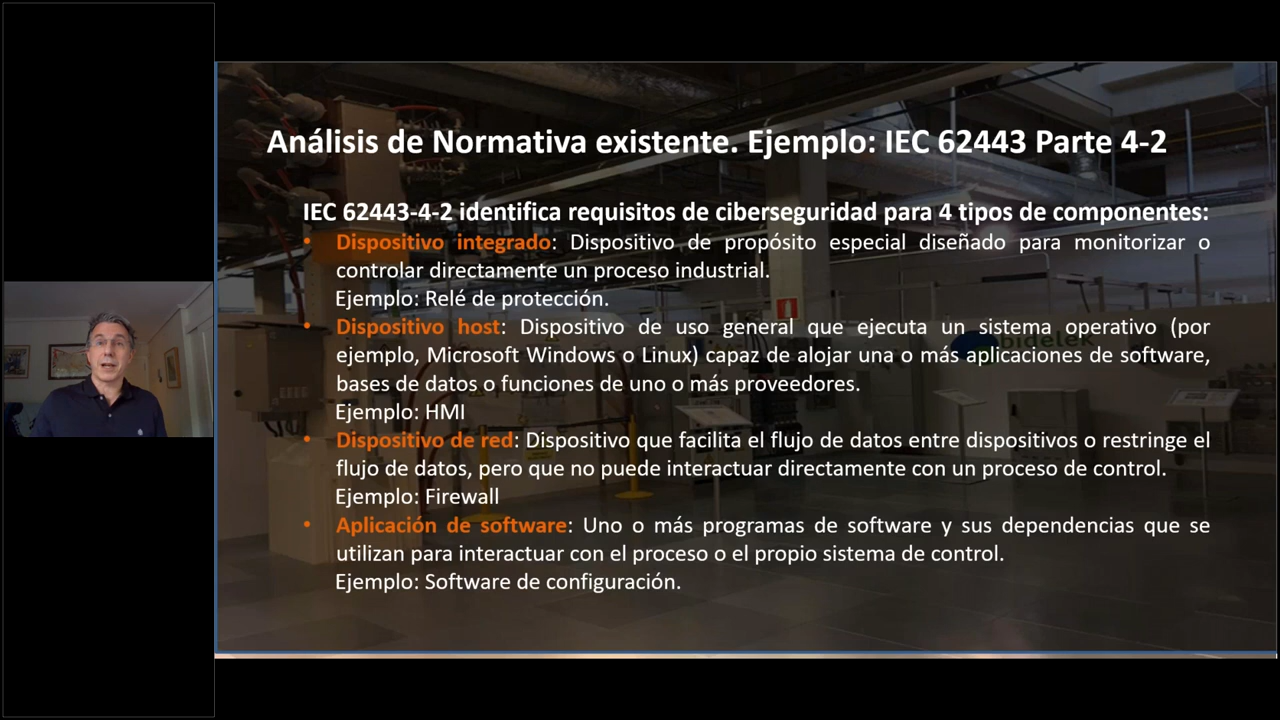 Análisis de Normativa existente. Ejemplo: IEC 62443 Parte 4-2
IEC 62443-4-2 identifica requisitos de ciberseguridad para 4 tipos de componentes:
• Dispositivo integrado: Dispositivo de propósito especial diseñado para monitorizar o
controlar directamente un proceso industrial.
Ejemplo: Relé de protección.
• Dispositivo host: Dispositivo de uso general que ejecuta un sistema operativo (por
ejemplo, Microsoft Windows o Linux) capaz de alojar una o más aplicaciones de software,
bases de datos o funciones de uno o más proveedores.
Ejemplo: HMI
• Dispositivo de red: Dispositivo que facilita el flujo de datos entre dispositivos o restringe el
flujo de datos, pero que no puede interactuar directamente con un proceso de control.
Ejemplo: Firewall
• Aplicación de software: Uno o más programas de software y sus dependencias que se
utilizan para interactuar con el proceso o el propio sistema de control.
Ejemplo: Software de configuración.
bidelek